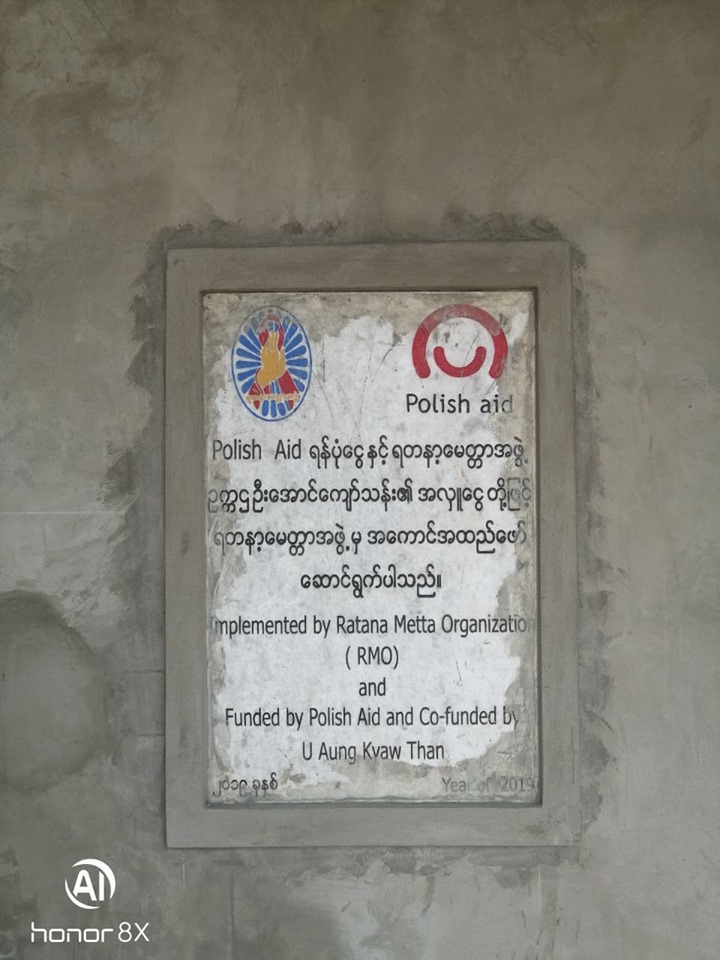 Polish aid
Polish Aid ရန်ပုံငွေနှင့် ရတနာ့မေတ္တာအဖွဲ့
ဥက္ကဌဦးအောင်ကျော်သန်း၏ အလှူငွေတို့ဖြင့်
ရတနာ့မေတ္တာအဖွဲ့မှ အကောင်အထည်ဖော်
ဆောင်ရွက်ပါသည်။
Implemented by Ratana Metta Organization
( RMO)
and
Funded by Polish Aid and Co-funded by
U Aung Kyaw Than
၂၀၁၉ ခုနှစ် Year of 2019
AI
honor 8X